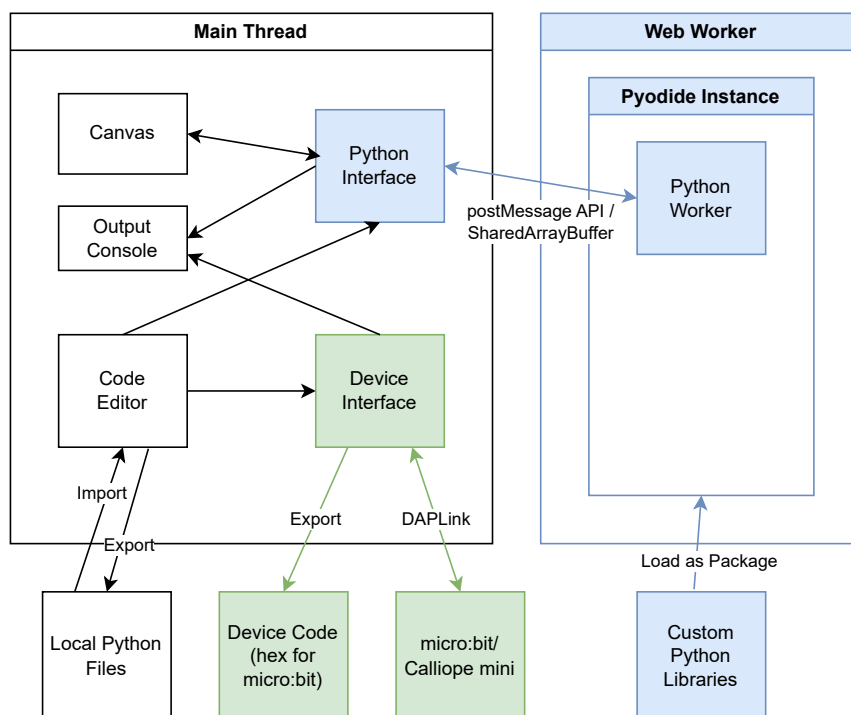 Main Thread
Web Worker
Pyodide Instance
Canvas
Python
Interface
Python
Worker
postMessage API /
SharedArrayBuffer
Output
Console
Code
Editor
Device
Interface
Import
Export
Export
DAPLink
Load as Package
Local Python
Files
Device Code
(hex for
micro:bit)
micro:bit/
Calliope mini
Custom
Python
Libraries